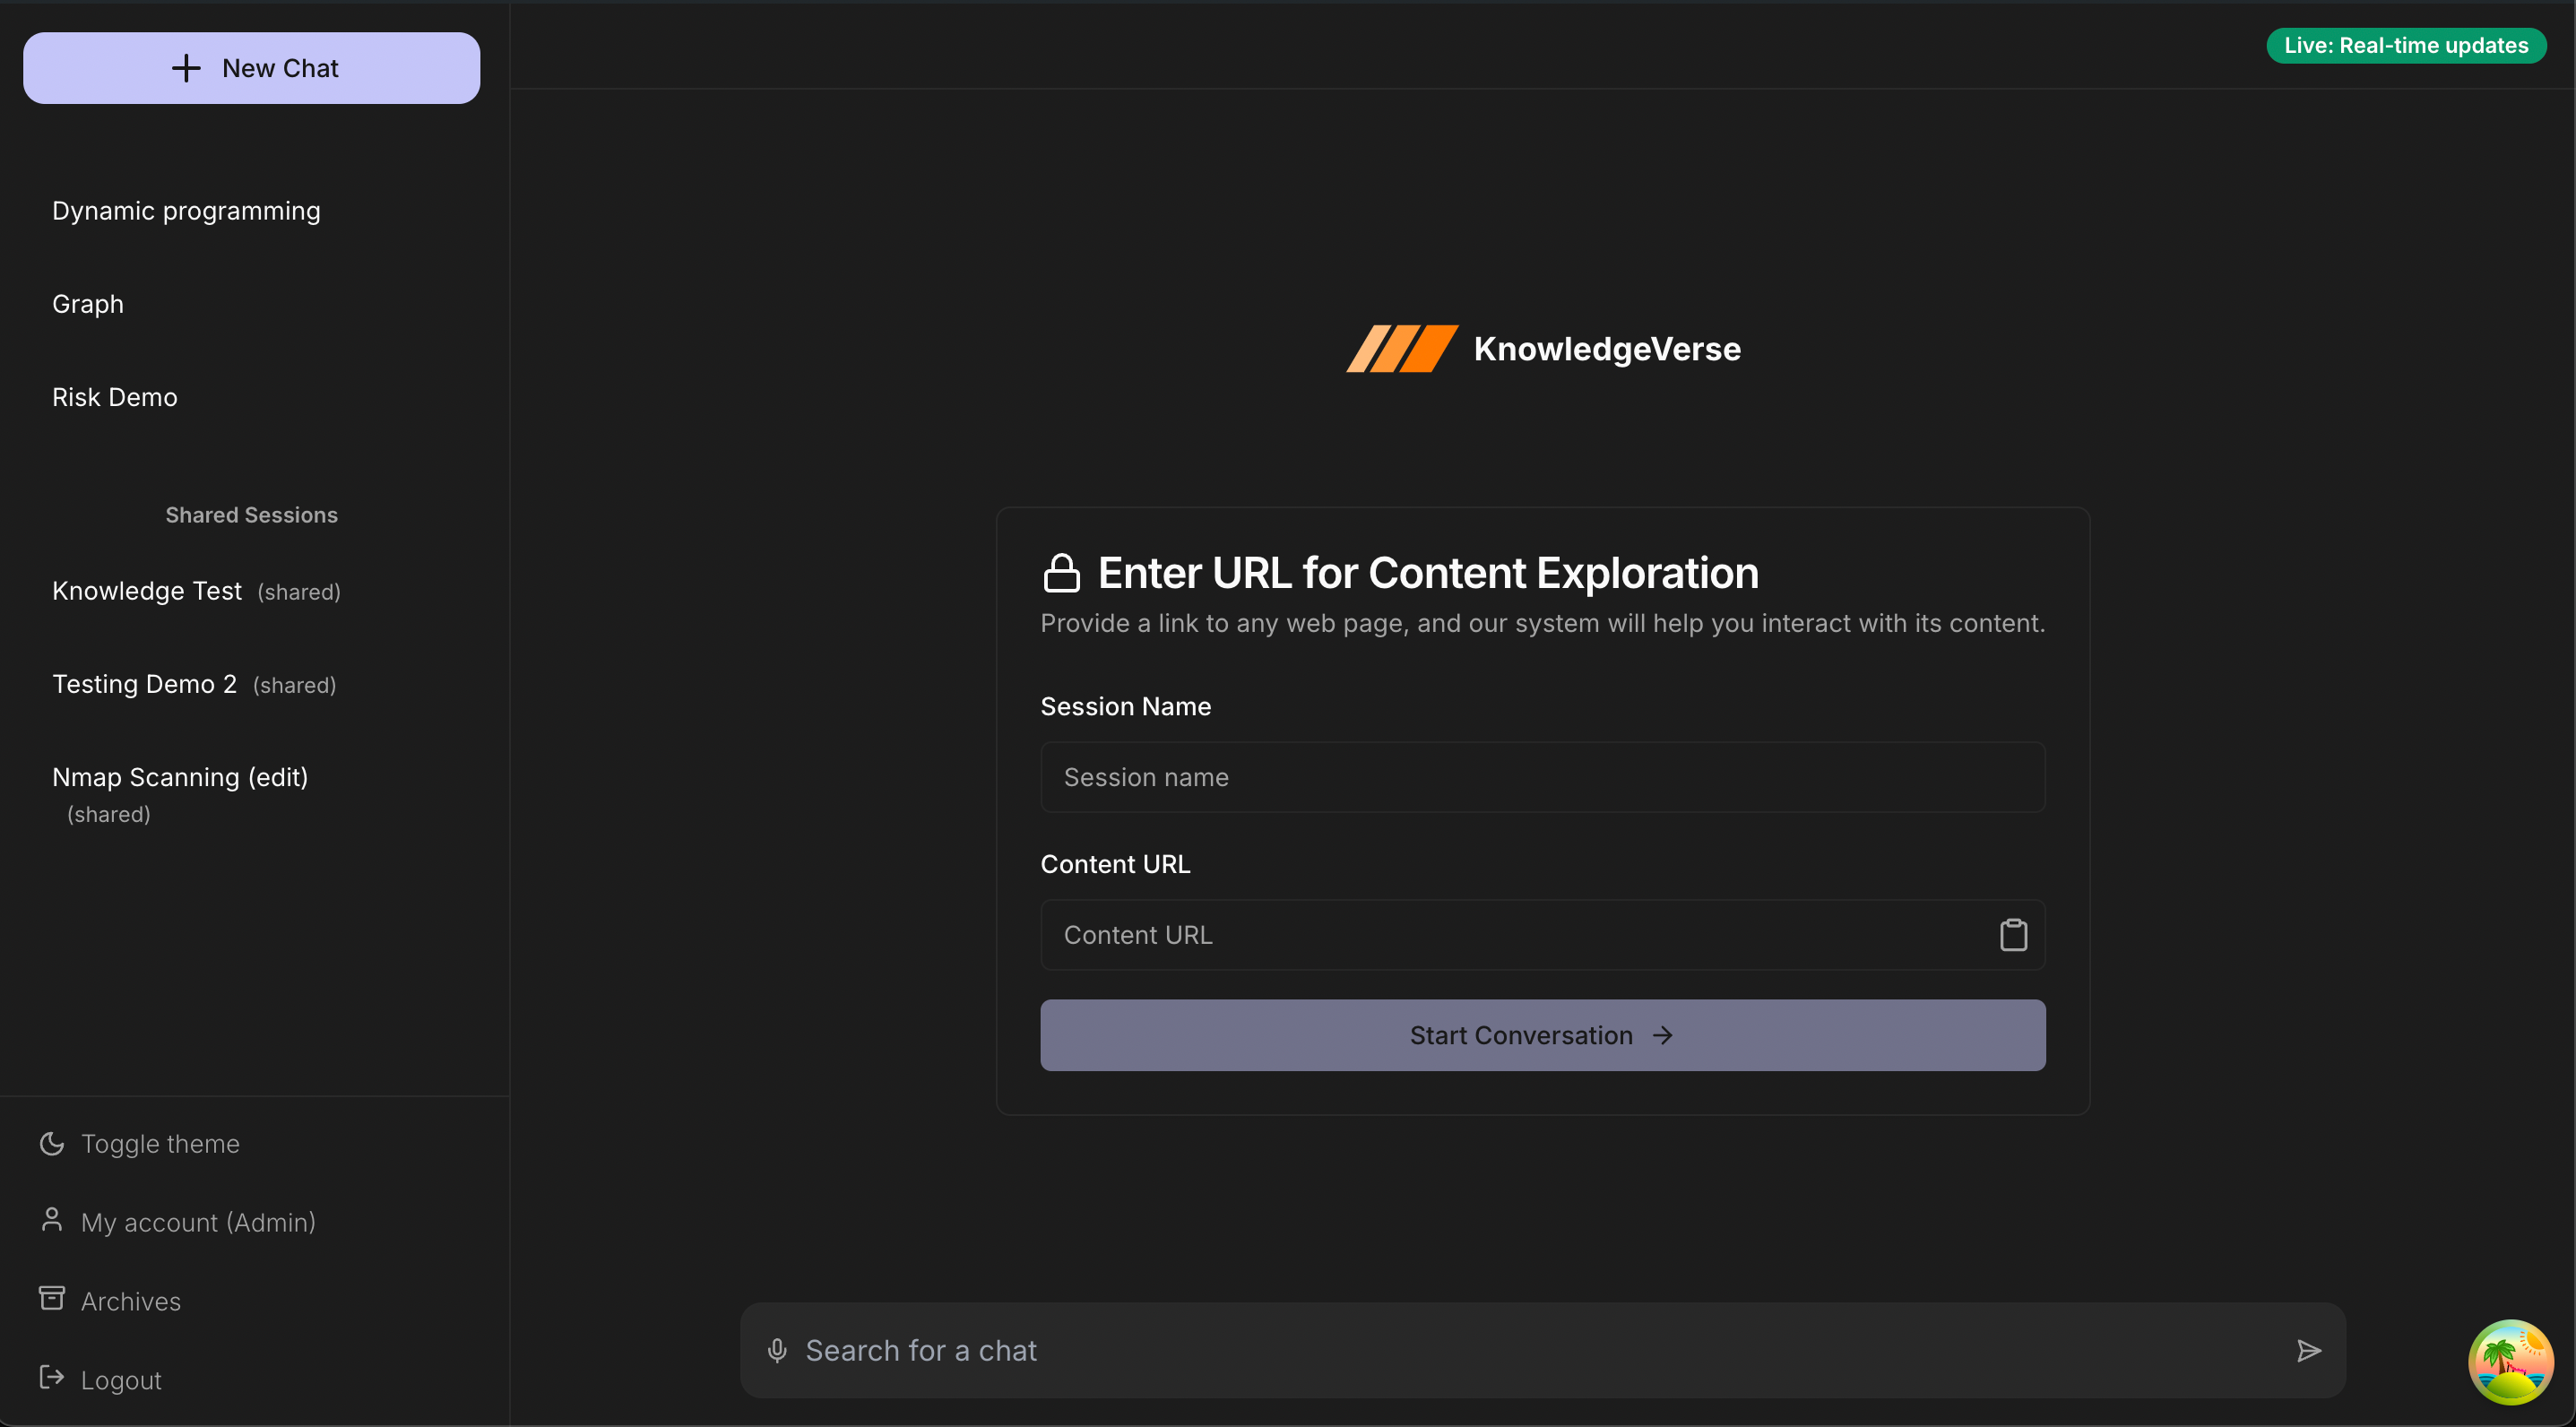 New Chat
Live: Real-time updates
Dynamic programming
Graph
Risk Demo
Shared Sessions
Knowledge Test (shared)
Testing Demo 2 (shared)
Nmap Scanning (edit)
(shared)
Toggle theme
My account (Admin)
Archives
Logout
KnowledgeVerse
Enter URL for Content Exploration
Provide a link to any web page, and our system will help you interact with its content.
Session Name
Session name
Content URL
Content URL
Start Conversation
Search for a chat